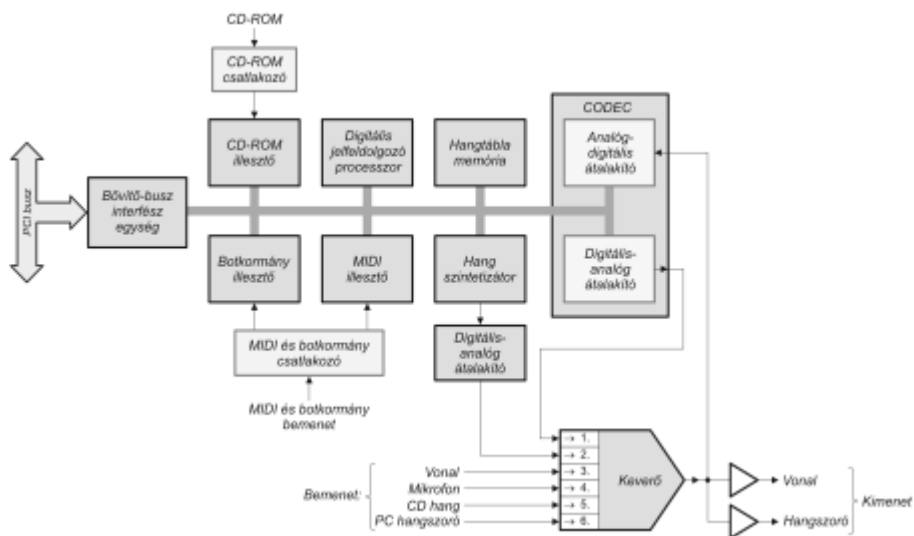 CD-ROM
CD-ROM
csatlakozó
CODEC
CD-ROM
illesztő
Digitális
jelfeldolgozó
processzor
Hangtábla
memória
Analóg-
digitális
átalakító
PCI busz
Bővítő-busz
interfész
egység
Botkormány
illesztő
MIDI
illesztő
Hang
szintetizátor
Digitális-
analóg
átalakító
MIDI és botkormány
csatlakozó
Digitális-
analóg
átalakító
MIDI és botkormány
bemenet
→ 1.
→ 2.
→ 3.
→ 4.
→ 5.
→ 6.
Keverő
Bemenet:
Vonal
Mikrofon
CD hang
PC hangszoró
Vonal
Hangszoró
Kimenet